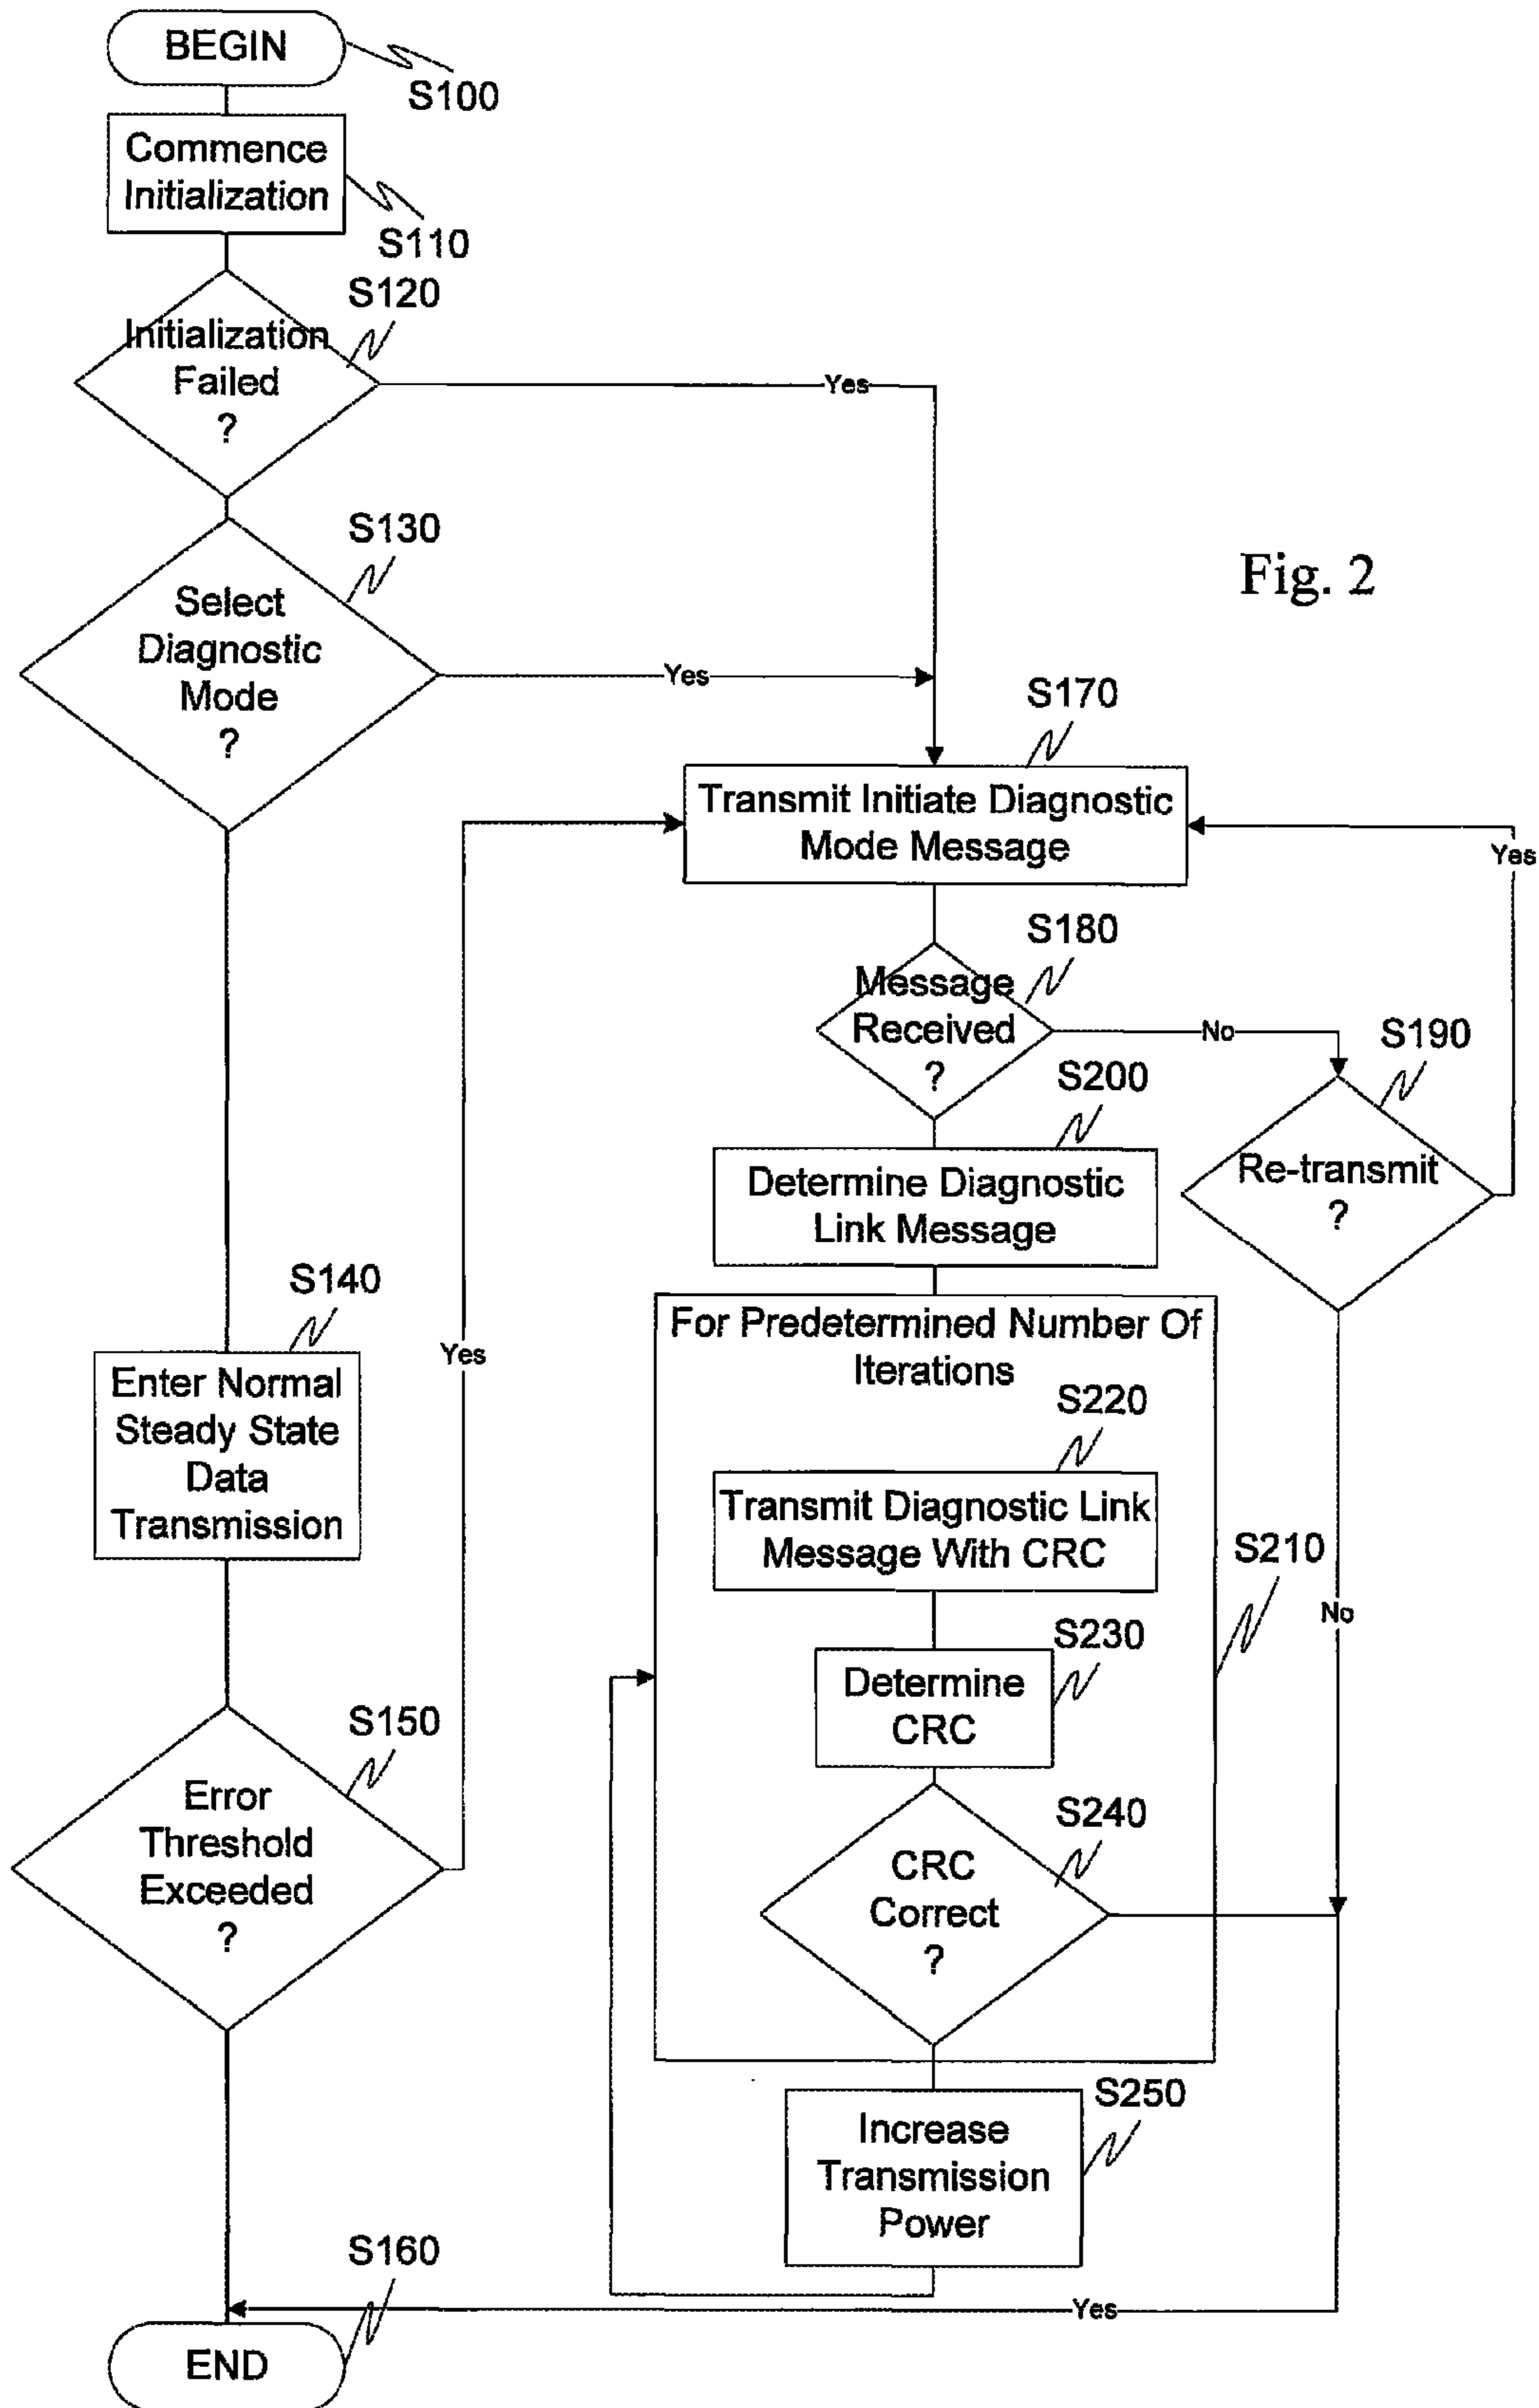 BEGIN
S100
Commence
Initialization
S110
S120
Initialization
Failed
?
Yes
S130
Select
Diagnostic
Mode
?
Yes
Fig. 2
S170
Transmit Initiate Diagnostic
Mode Message
Yes
S180
Message
Received
?
No
S190
Re-transmit
?
S200
Determine Diagnostic
Link Message
S140
Enter Normal
Steady State
Data
Transmission
Yes
For Predetermined Number Of
Iterations
S220
Transmit Diagnostic Link
Message With CRC
S210
No
S230
Determine
CRC
S150
Error
Threshold
Exceeded
?
S240
CRC
Correct
?
S250
Increase
Transmission
Power
S160
Yes
END